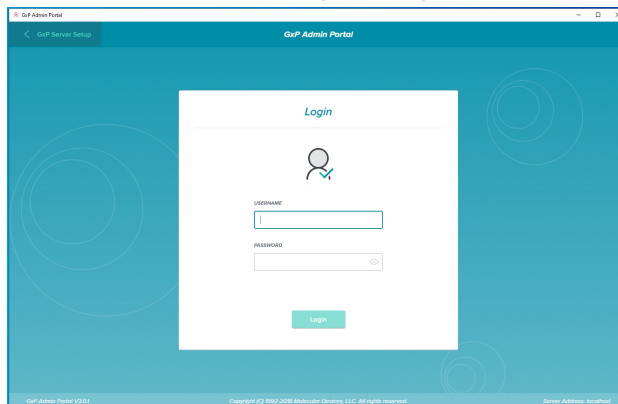 GxP Admin Portal
GxP Server Setup
GxP Admin Portal
Login
USERNAME
PASSWORD
Login
GxP Admin Portal V3.0.1
Copyright (C) 1992-2018 Molecular Devices, LLC. All rights reserved.
Server Address: localhost